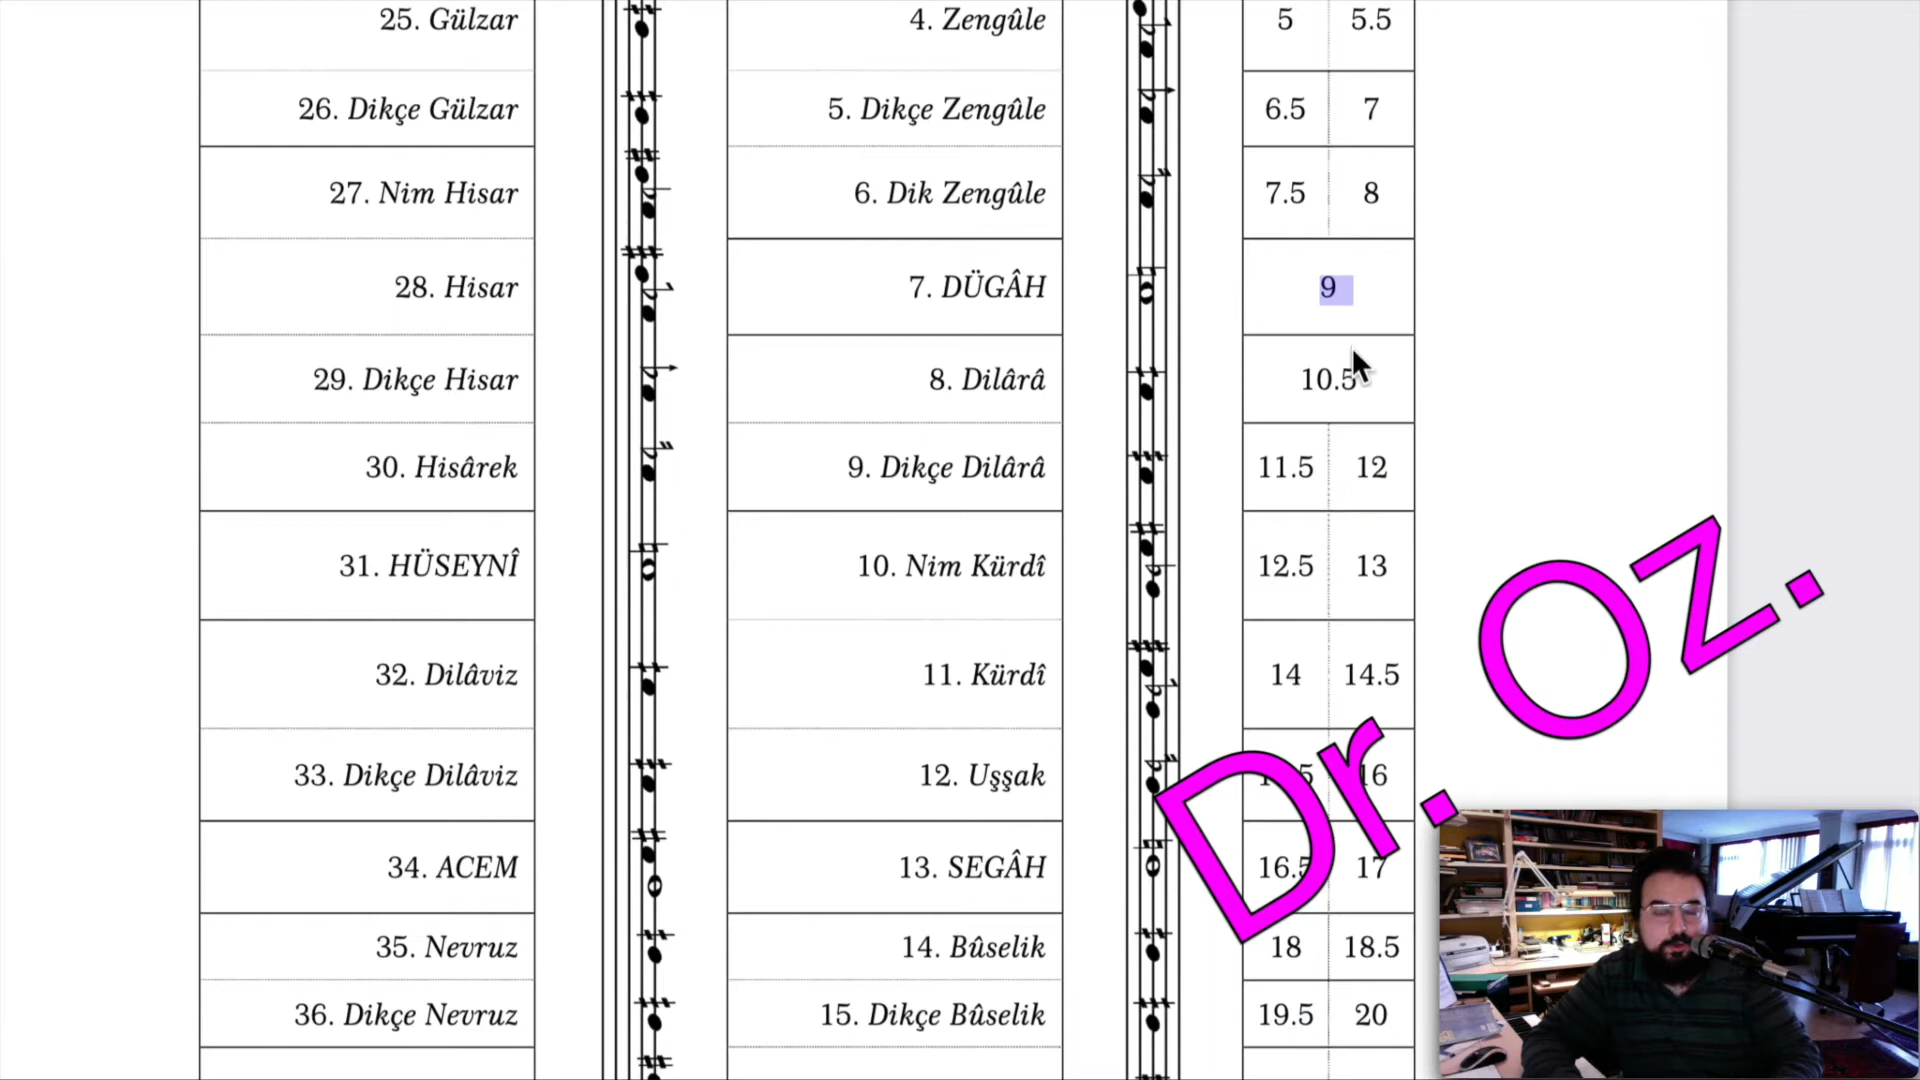 25. Gülzar 4. Zengûle 5 5.5
26. Dikçe Gülzar 5. Dikçe Zengûle 6.5 7
27. Nim Hisar 6. Dik Zengûle 7.5 8
28. Hisar 7. DÜGÂH 9
29. Dikçe Hisar 8. Dilârâ 10.5
30. Hisârek 9. Dikçe Dilârâ 11.5 12
31. HÜSEYNÎ 10. Nim Kürdî 12.5 13
32. Dilâviz 11. Kürdî 14 14.5
33. Dikçe Dilâviz 12. Uşşak 16
34. ACEM 13. SEGÂH 16.5 17
35. Nevruz 14. Bûselik 18 18.5
36. Dikçe Nevruz 15. Dikçe Bûselik 19.5 20
Dr. Oz.